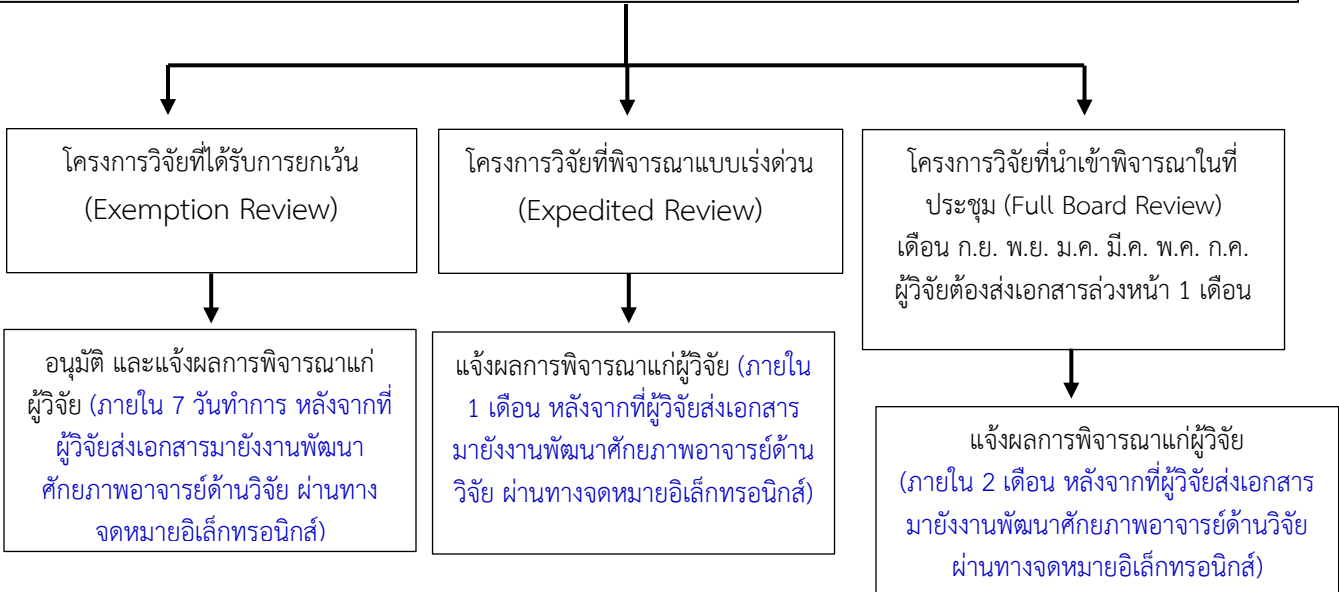 โครงการวิจัยที่ได้รับการยกเว้น
(Exemption Review)
โครงการวิจัยที่พิจารณาแบบเร่งด่วน
(Expedited Review)
โครงการวิจัยที่นำเข้าพิจารณาในที่
ประชุม (Full Board Review)
เดือน ก.ย. พ.ย. ม.ค. มี.ค. พ.ค. ก.ค.
ผู้วิจัยต้องส่งเอกสารล่วงหน้า 1 เดือน
อนุมัติ และแจ้งผลการพิจารณาแก่
ผู้วิจัย (ภายใน 7 วันทำการ หลังจากที่
ผู้วิจัยส่งเอกสารมายังงานพัฒนา
ศักยภาพอาจารย์ด้านวิจัย ผ่านทาง
จดหมายอิเล็กทรอนิกส์)
แจ้งผลการพิจารณาแก่ผู้วิจัย (ภายใน
1 เดือน หลังจากที่ผู้วิจัยส่งเอกสาร
มายังงานพัฒนาศักยภาพอาจารย์ด้าน
วิจัย ผ่านทางจดหมายอิเล็กทรอนิกส์)
แจ้งผลการพิจารณาแก่ผู้วิจัย
(ภายใน 2 เดือน หลังจากที่ผู้วิจัยส่งเอกสาร
มายังงานพัฒนาศักยภาพอาจารย์ด้านวิจัย
ผ่านทางจดหมายอิเล็กทรอนิกส์)